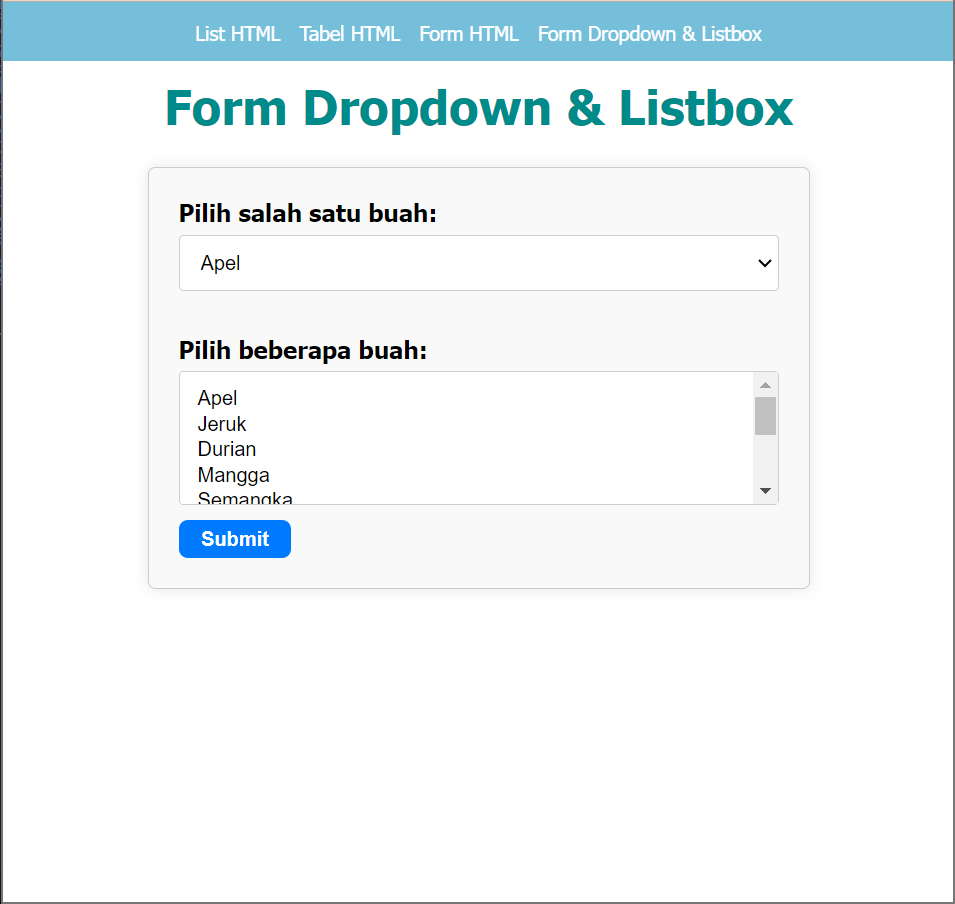 List HTML Tabel HTML Form HTML Form Dropdown & Listbox
Form Dropdown & Listbox
Pilih salah satu buah:
Apel
Pilih beberapa buah:
Apel
Jeruk
Durian
Mangga
Semangka
Submit